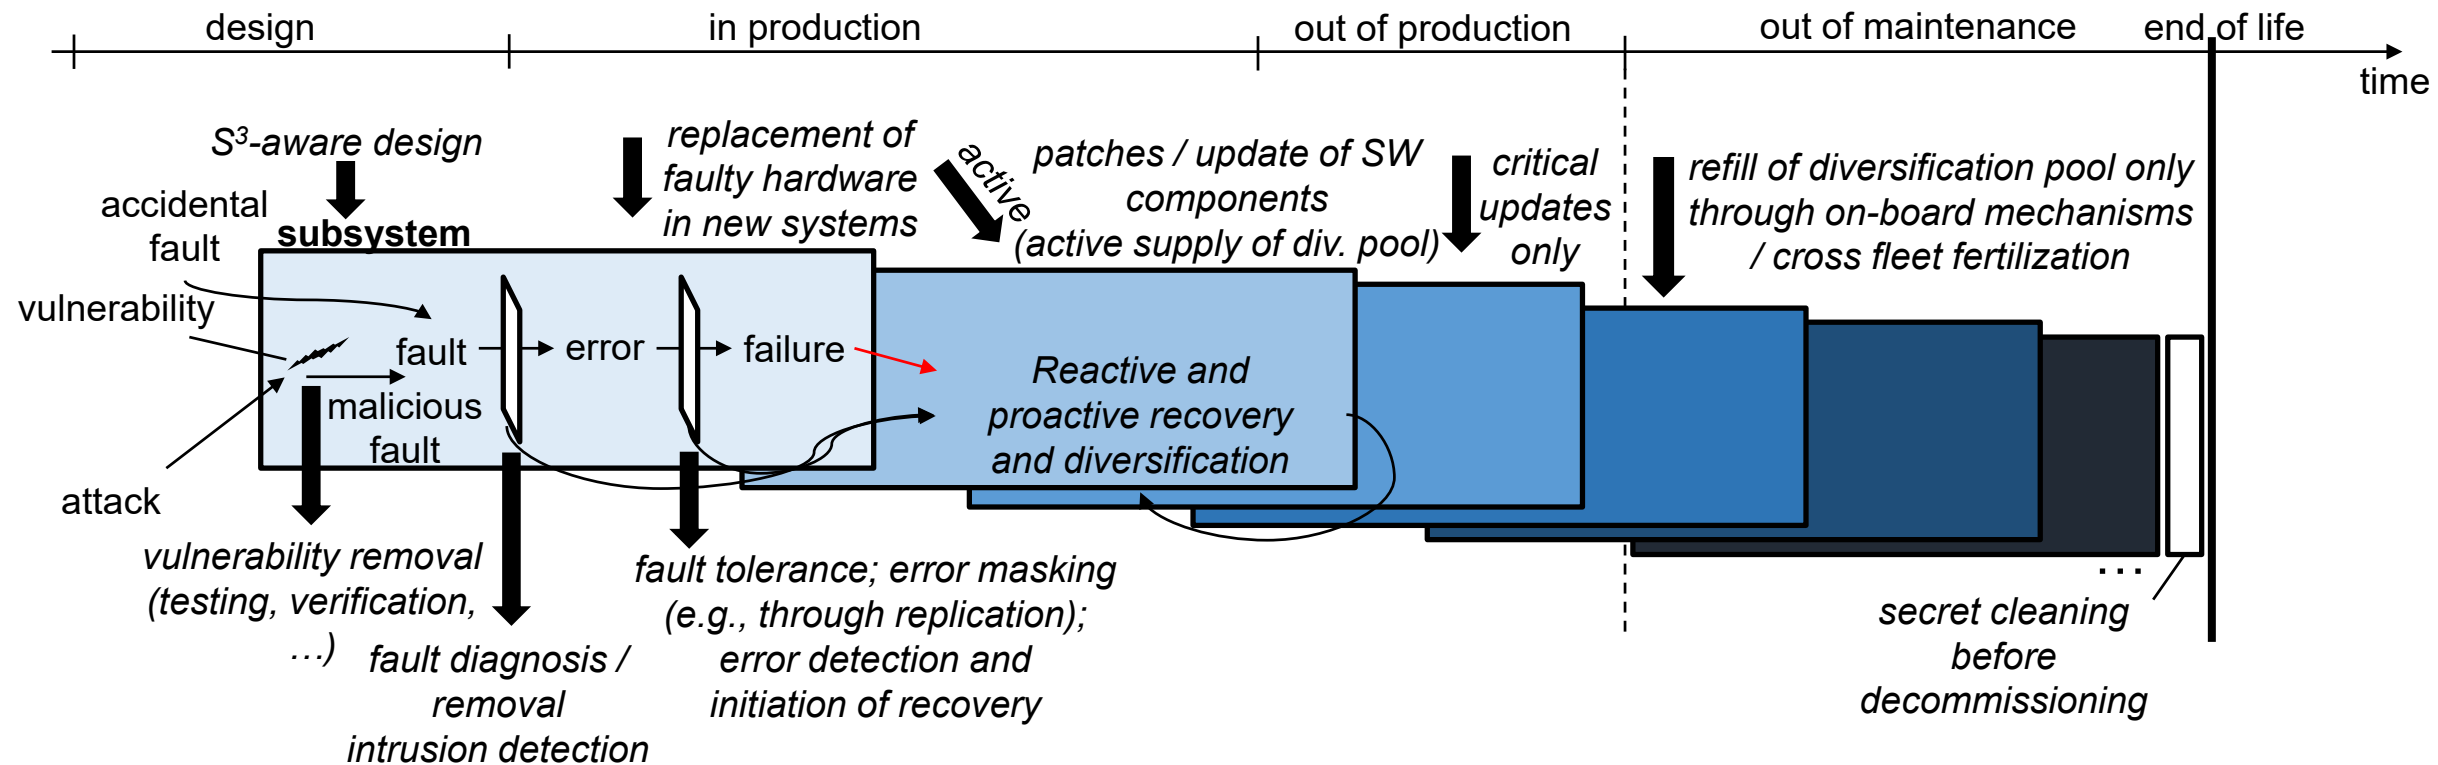 design
in production
out of production
out of maintenance
end of life
time
S³-aware design
replacement of
faulty hardware
in new systems
active
patches / update of SW
components
(active supply of div. pool)
critical
updates
only
refill of diversification pool only
through on-board mechanisms
/ cross fleet fertilization
accidental
fault
subsystem
vulnerability
fault
error
failure
malicious
fault
attack
Reactive and
proactive recovery
and diversification
vulnerability removal
(testing, verification,
…)
fault diagnosis /
removal
intrusion detection
fault tolerance; error masking
(e.g., through replication);
error detection and
initiation of recovery
...
secret cleaning
before
decommissioning